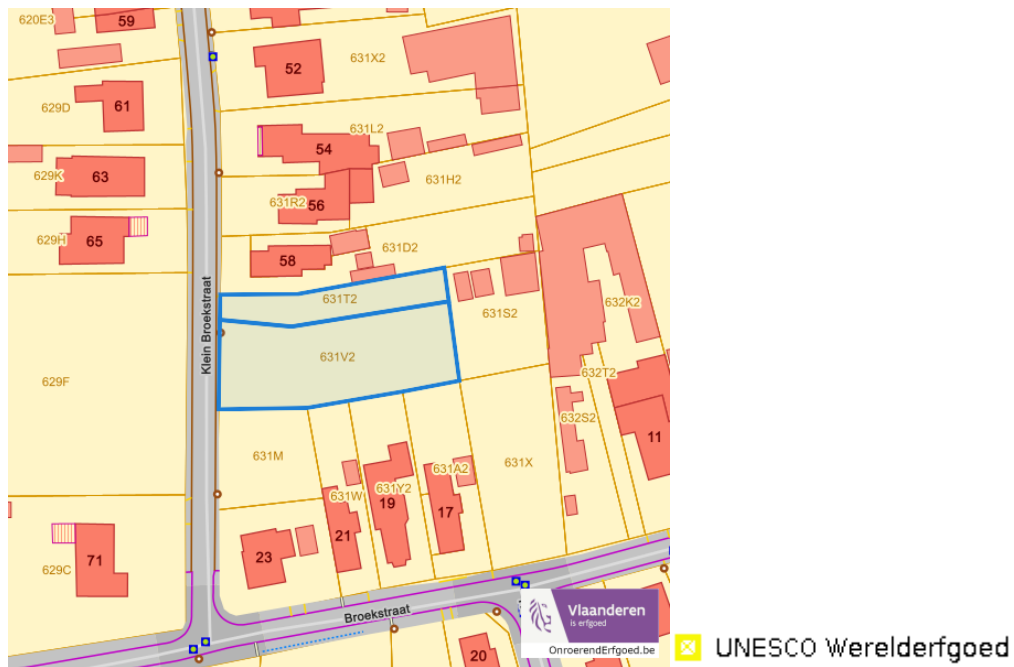 620E3
59
52
631X2
629D
61
631L2
54
629K
63
631H2
631R2
56
629H
65
58
631D2
631T2
632K2
631S2
Klein Broekstraat
631V2
629F
632T2
632S2
11
631M
631W
631Y2
631A2
631X
19
17
21
23
629C
71
Broekstraat
20
Vlaanderen
is erfgoed
OnroerendErfgoed.be
UNESCO Werelderfgoed